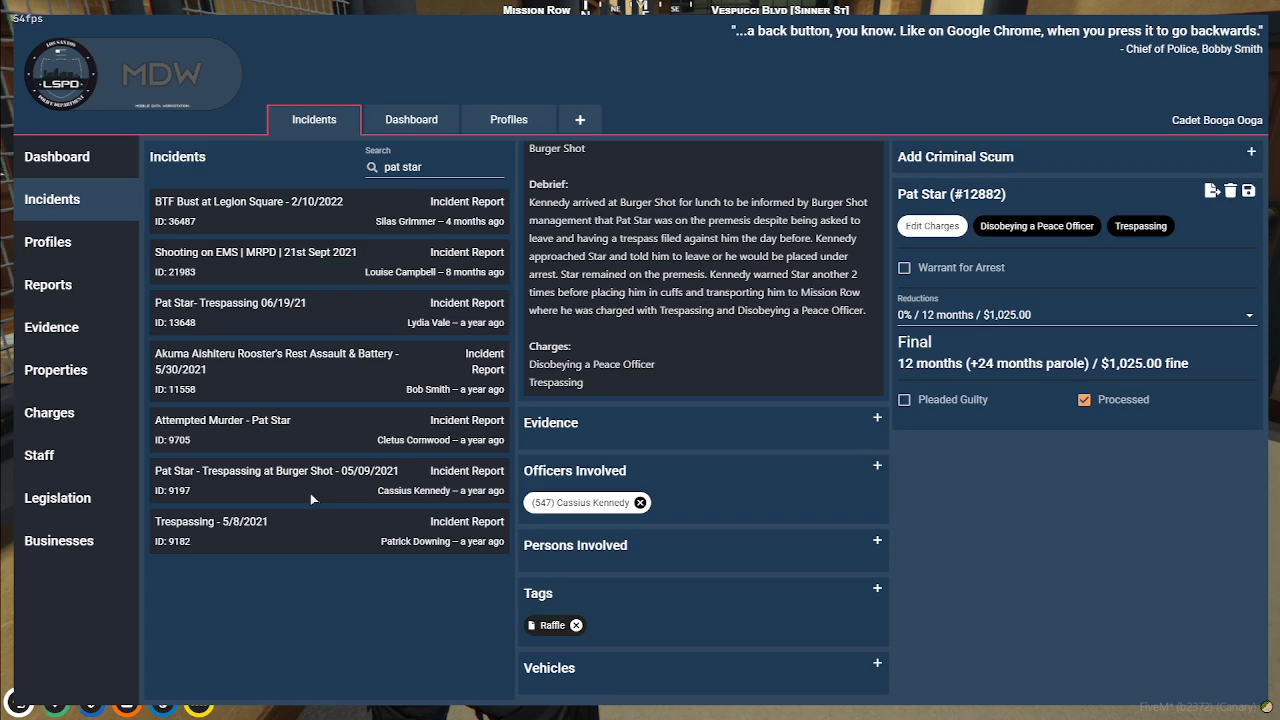 54fps
Mission Row
N
NE
E
SE
Vespucci Blvd [Sinner St]
"...a back button, you know. Like on Google Chrome, when you press it to go backwards."
- Chief of Police, Bobby Smith
LOS SANTOS
LSPD
POLICE DEPARTMENT
MDW
MOBILE DATA WORKSTATION
Incidents
Dashboard
Profiles
+
Cadet Booga Ooga
Dashboard
Incidents
Profiles
Reports
Evidence
Properties
Charges
Staff
Legislation
Businesses
Incidents
Search
pat star
BTF Bust at Legion Square - 2/10/2022 Incident Report
ID: 36487 Silas Grimmer – 4 months ago
Shooting on EMS | MRPD | 21st Sept 2021 Incident Report
ID: 21983 Louise Campbell – 8 months ago
Pat Star- Trespassing 06/19/21 Incident Report
ID: 13648 Lydia Vale – a year ago
Akuma Aishiteru Rooster's Rest Assault & Battery - Incident
5/30/2021 Report
ID: 11558 Bob Smith – a year ago
Attempted Murder - Pat Star Incident Report
ID: 9705 Cletus Cornwood – a year ago
Pat Star - Trespassing at Burger Shot - 05/09/2021 Incident Report
ID: 9197 Cassius Kennedy – a year ago
Trespassing - 5/8/2021 Incident Report
ID: 9182 Patrick Downing – a year ago
Burger Shot
Debrief:
Kennedy arrived at Burger Shot for lunch to be informed by Burger Shot
management that Pat Star was on the premesis despite being asked to
leave and having a trespass filed against him the day before. Kennedy
approached Star and told him to leave or he would be placed under
arrest. Star remained on the premesis. Kennedy warned Star another 2
times before placing him in cuffs and transporting him to Mission Row
where he was charged with Trespassing and Disobeying a Peace Officer.
Charges:
Disobeying a Peace Officer
Trespassing
Evidence +
Officers Involved +
(547) Cassius Kennedy
Persons Involved +
Tags +
Raffle
Vehicles +
Add Criminal Scum +
Pat Star (#12882)
Edit Charges
Disobeying a Peace Officer
Trespassing
Warrant for Arrest
Reductions
0% / 12 months / $1,025.00
Final
12 months (+24 months parole) / $1,025.00 fine
Pleaded Guilty
Processed
FiveM* (b2372) (Canary)